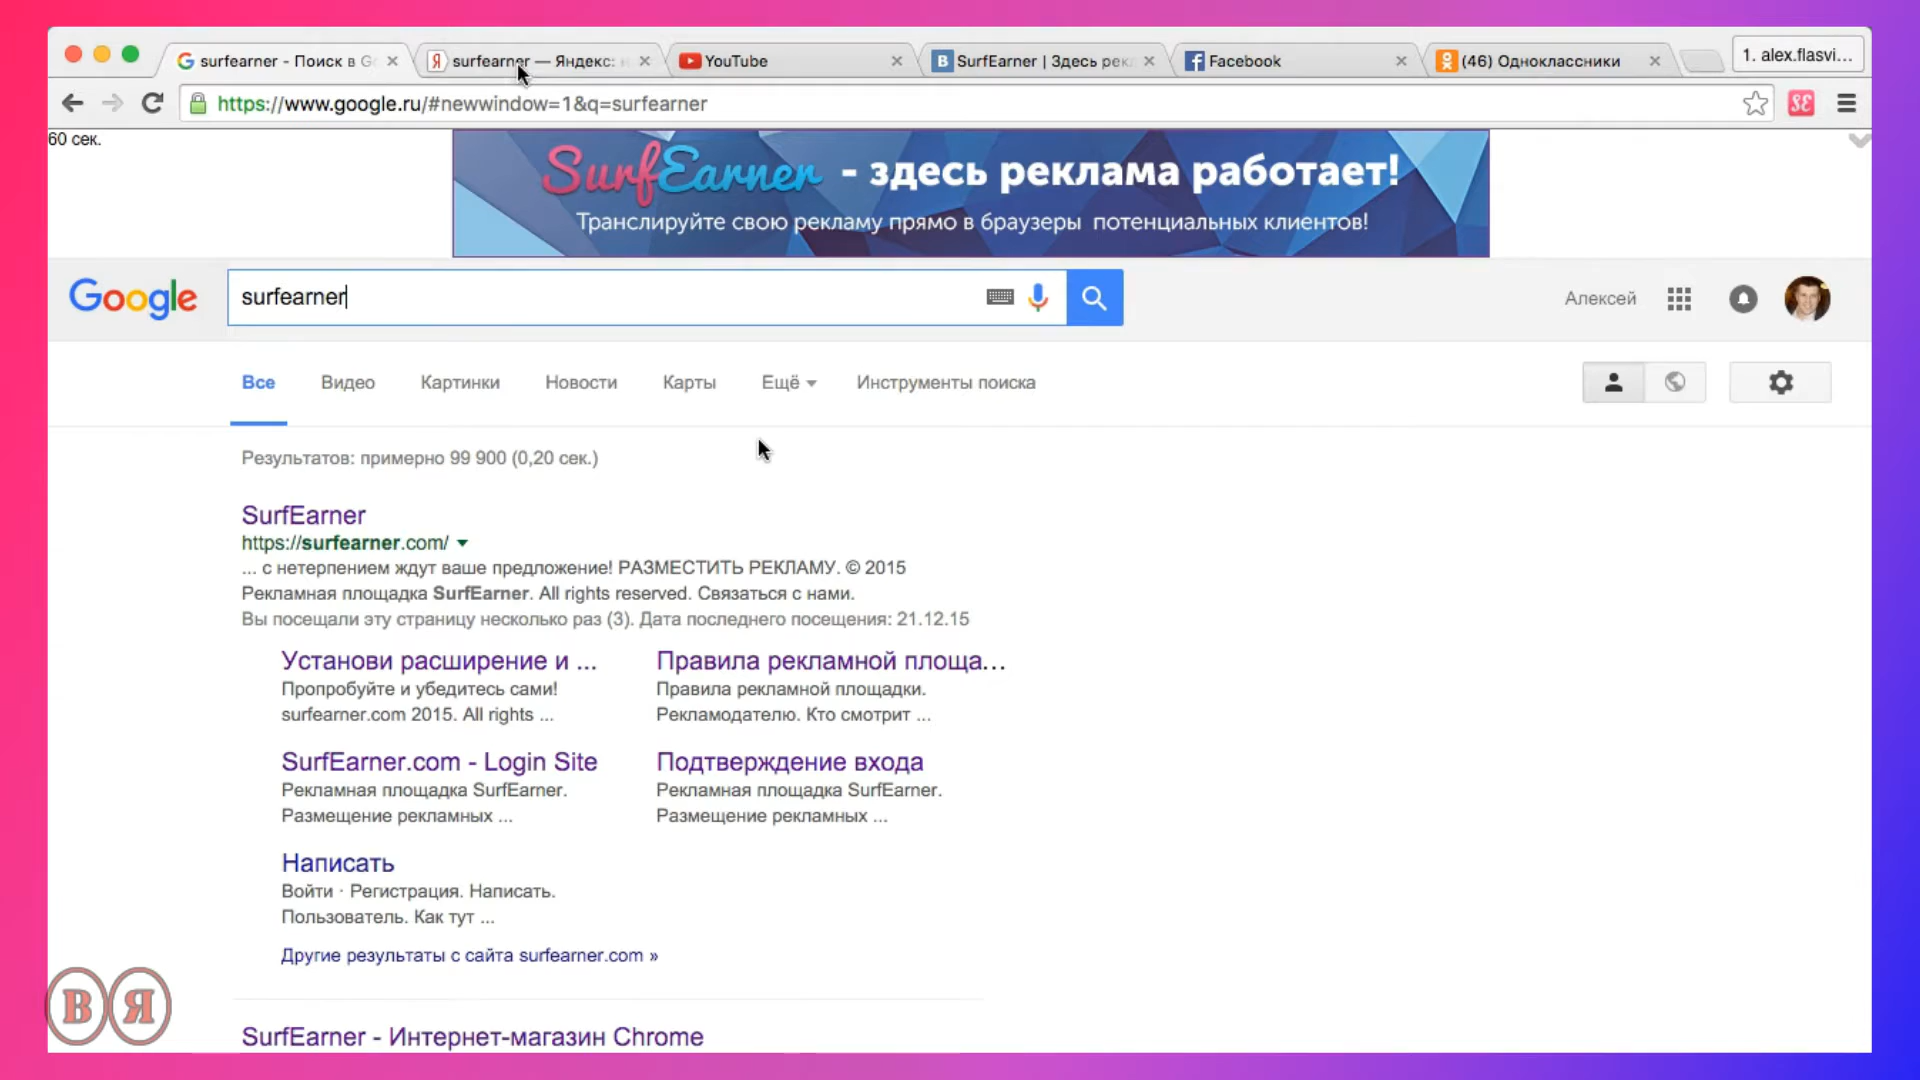 surfearner - Поиск в G
surfearner — Яндекс:
YouTube
SurfEarner | Здесь рек
Facebook
(46) Одноклассники
1. alex.flasvi...
https://www.google.ru/#newwindow=1&q=surfearner
60 сек.
SurfEarner - здесь реклама работает!
Транслируйте свою рекламу прямо в браузеры потенциальных клиентов!
Google
surfearner
Алексей
Все
Видео
Картинки
Новости
Карты
Ещё
Инструменты поиска
Результатов: примерно 99 900 (0,20 сек.)
SurfEarner
https://surfearner.com/
... с нетерпением ждут ваше предложение! РАЗМЕСТИТЬ РЕКЛАМУ. © 2015
Рекламная площадка SurfEarner. All rights reserved. Связаться с нами.
Вы посещали эту страницу несколько раз (3). Дата последнего посещения: 21.12.15
Установи расширение и ...
Пропробуйте и убедитесь сами!
surfearner.com 2015. All rights ...
Правила рекламной площа...
Правила рекламной площадки.
Рекламодателю. Кто смотрит ...
SurfEarner.com - Login Site
Рекламная площадка SurfEarner.
Размещение рекламных ...
Подтверждение входа
Рекламная площадка SurfEarner.
Размещение рекламных ...
Написать
Войти · Регистрация. Написать.
Пользователь. Как тут ...
Другие результаты с сайта surfearner.com »
SurfEarner - Интернет-магазин Chrome
ВЯ